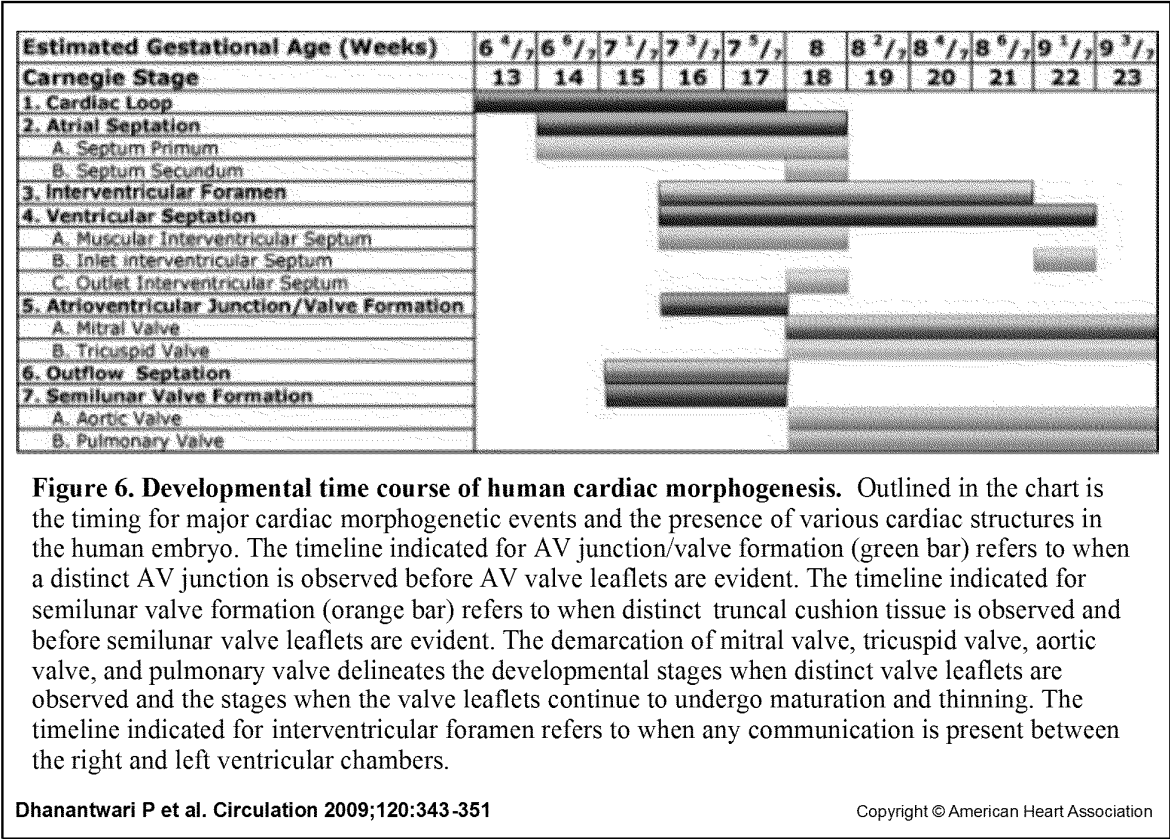 Estimated Gestational Age (Weeks) 6 4/7 6 6/7 7 1/7 7 3/7 7 5/7 8 8 2/7 8 4/7 8 6/7 9 1/7 9 3/7
Carnegie Stage 13 14 15 16 17 18 19 20 21 22 23
1. Cardiac Loop
2. Atrial Septation
A. Septum Primum
B. Septum Secundum
3. Interventricular Foramen
4. Ventricular Septation
A. Muscular Interventricular Septum
B. Inlet interventricular Septum
C. Outlet Interventricular Septum
5. Atrioventricular Junction/Valve Formation
A. Mitral Valve
B. Tricuspid Valve
6. Outflow Septation
7. Semilunar Valve Formation
A. Aortic Valve
B. Pulmonary Valve
Figure 6. Developmental time course of human cardiac morphogenesis. Outlined in the chart is
the timing for major cardiac morphogenetic events and the presence of various cardiac structures in
the human embryo. The timeline indicated for AV junction/valve formation (green bar) refers to when
a distinct AV junction is observed before AV valve leaflets are evident. The timeline indicated for
semilunar valve formation (orange bar) refers to when distinct truncal cushion tissue is observed and
before semilunar valve leaflets are evident. The demarcation of mitral valve, tricuspid valve, aortic
valve, and pulmonary valve delineates the developmental stages when distinct valve leaflets are
observed and the stages when the valve leaflets continue to undergo maturation and thinning. The
timeline indicated for interventricular foramen refers to when any communication is present between
the right and left ventricular chambers.
Dhanantwari P et al. Circulation 2009;120:343-351
Copyright © American Heart Association